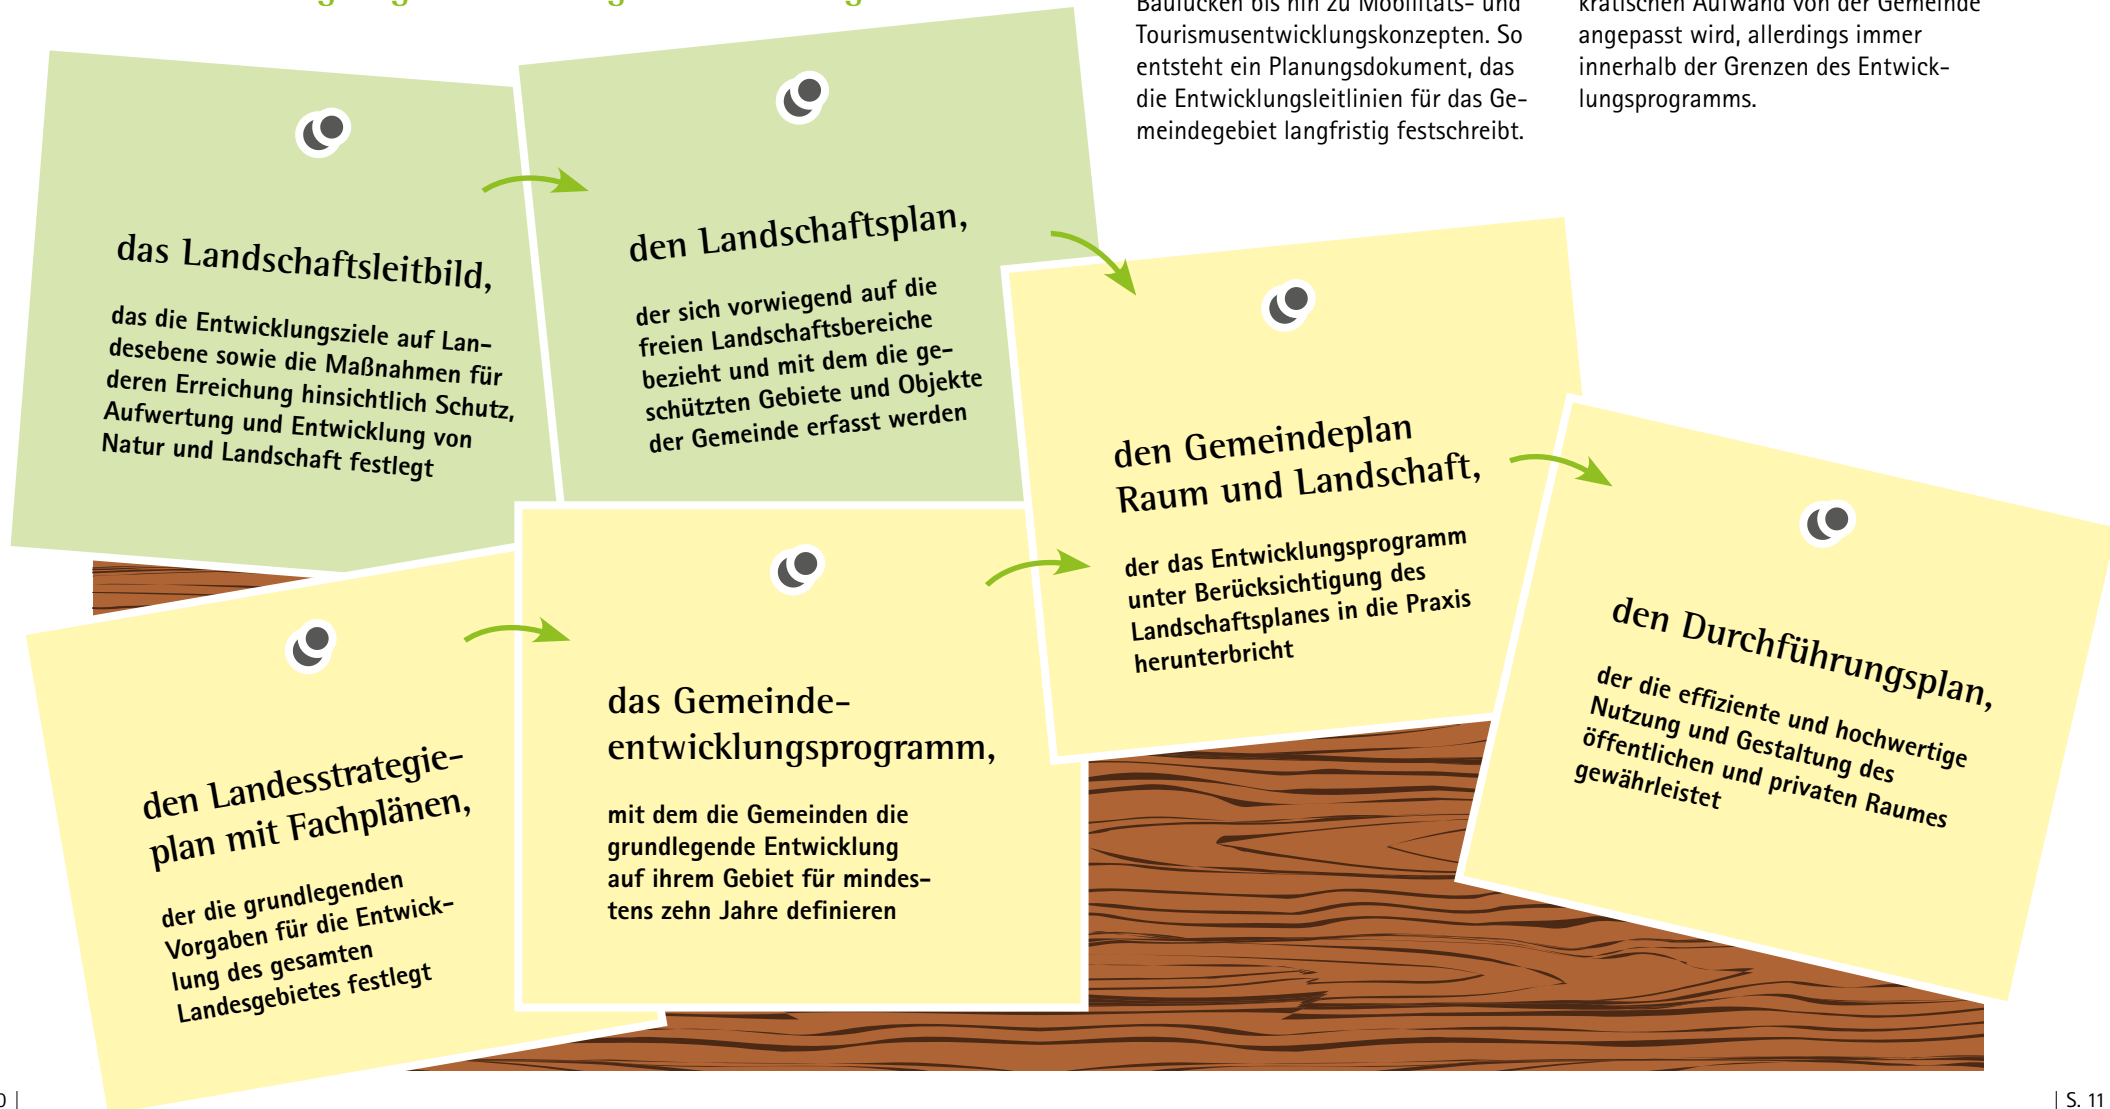 Baulücken bis hin zu Mobilitäts- und
Tourismusentwicklungskonzepten. So
entsteht ein Planungsdokument, das
die Entwicklungsleitlinien für das Ge-
meindegebiet langfristig festschreibt.
kratischen Aufwand von der Gemeinde
angepasst wird, allerdings immer
innerhalb der Grenzen des Entwick-
lungsprogramms.
das Landschaftsleitbild,
das die Entwicklungsziele auf Lan-
desebene sowie die Maßnahmen für
deren Erreichung hinsichtlich Schutz,
Aufwertung und Entwicklung von
Natur und Landschaft festlegt
den Landschaftsplan,
der sich vorwiegend auf die
freien Landschaftsbereiche
bezieht und mit dem die ge-
schützten Gebiete und Objekte
der Gemeinde erfasst werden
den Landesstrategie-
plan mit Fachplänen,
der die grundlegenden
Vorgaben für die Entwick-
lung des gesamten
Landesgebietes festlegt
das Gemeinde-
entwicklungsprogramm,
mit dem die Gemeinden die
grundlegende Entwicklung
auf ihrem Gebiet für mindes-
tens zehn Jahre definieren
den Gemeindeplan
Raum und Landschaft,
der das Entwicklungsprogramm
unter Berücksichtigung des
Landschaftsplanes in die Praxis
herunterbricht
den Durchführungsplan,
der die effiziente und hochwertige
Nutzung und Gestaltung des
öffentlichen und privaten Raumes
gewährleistet
| S. 11